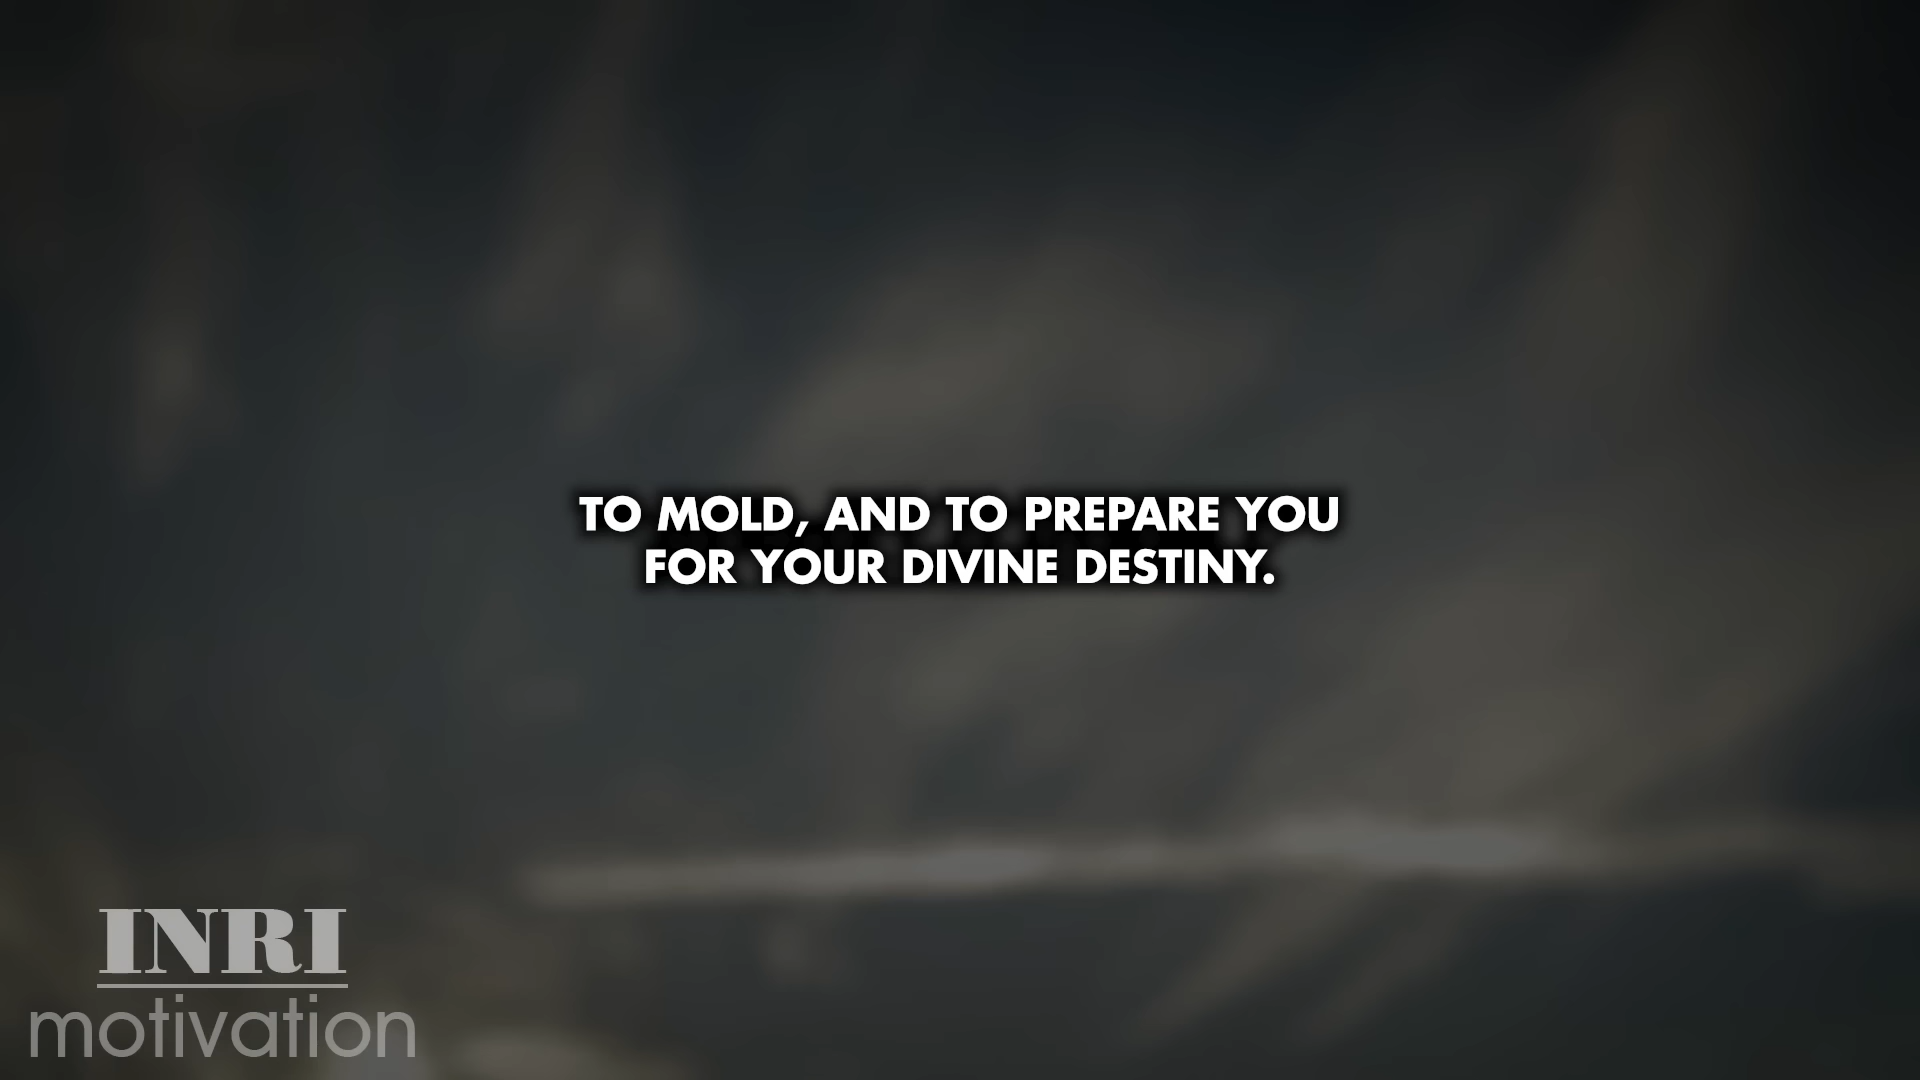 TO MOLD, AND TO PREPARE YOU
FOR YOUR DIVINE DESTINY.
INRI
motivation